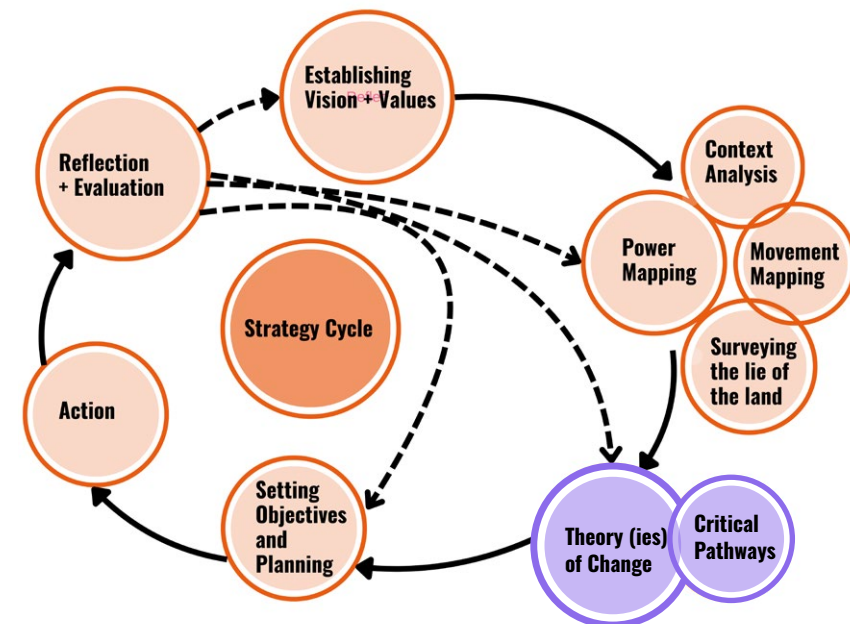 Establishing
Vision + Values
Context
Analysis
Power
Mapping
Movement
Mapping
Surveying
the lie of
the land
Theory (ies)
of Change
Critical
Pathways
Setting
Objectives
and
Planning
Action
Reflection
+ Evaluation
Strategy Cycle